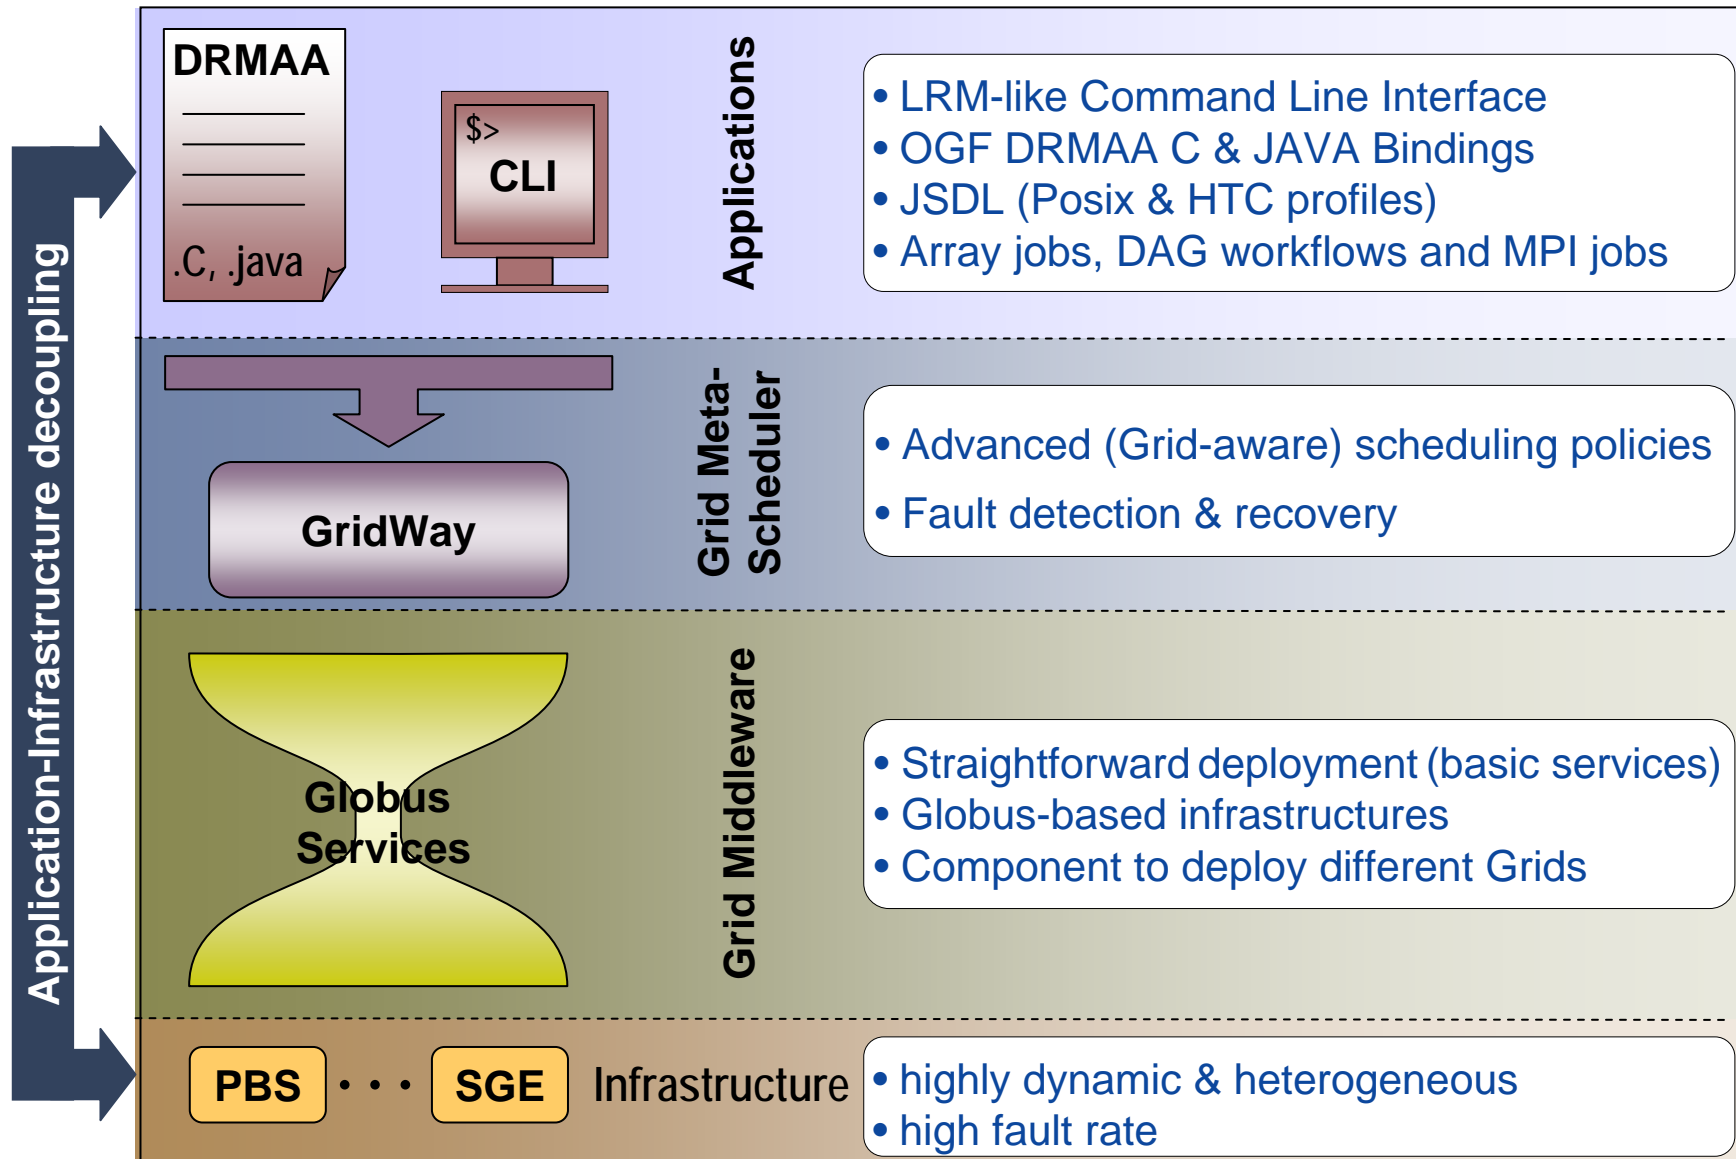 Application-Infrastructure decoupling
DRMAA
.C, .java
$>
CLI
Applications
• LRM-like Command Line Interface
• OGF DRMAA C & JAVA Bindings
• JSDL (Posix & HTC profiles)
• Array jobs, DAG workflows and MPI jobs
GridWay
Grid Meta-
Scheduler
• Advanced (Grid-aware) scheduling policies
• Fault detection & recovery
Globus
Services
Grid Middleware
• Straightforward deployment (basic services)
• Globus-based infrastructures
• Component to deploy different Grids
PBS · · · SGE
Infrastructure
• highly dynamic & heterogeneous
• high fault rate